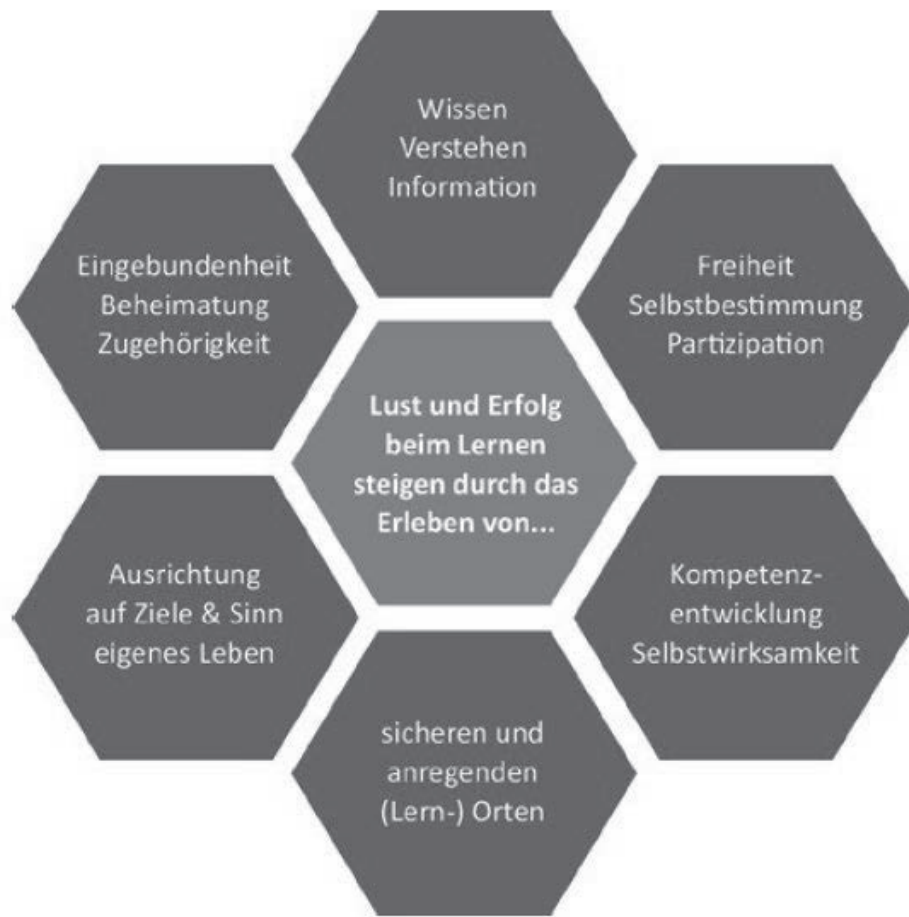 Wissen
Verstehen
Information
Eingebundenheit
Beheimatung
Zugehörigkeit
Freiheit
Selbstbestimmung
Partizipation
Lust und Erfolg
beim Lernen
steigen durch das
Erleben von...
Ausrichtung
auf Ziele & Sinn
eigenes Leben
Kompetenz-
entwicklung
Selbstwirksamkeit
sicheren und
anregenden
(Lern-) Orten